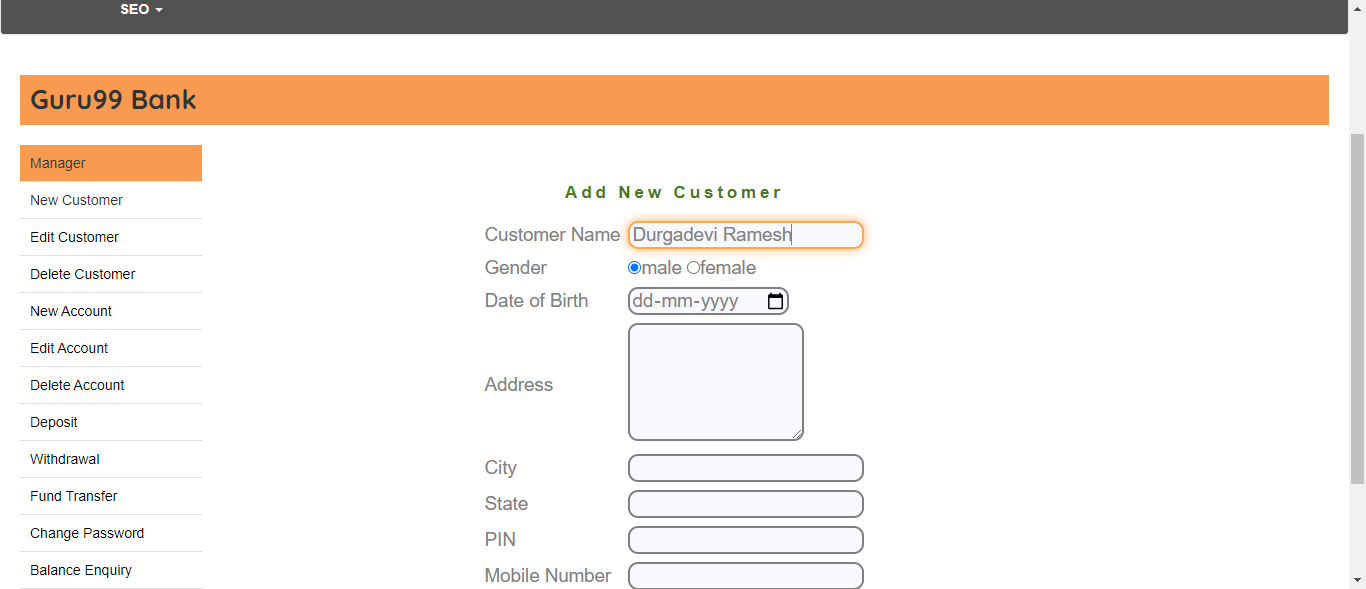 SEO
Guru99 Bank
Manager
New Customer
Edit Customer
Delete Customer
New Account
Edit Account
Delete Account
Deposit
Withdrawal
Fund Transfer
Change Password
Balance Enquiry
Add New Customer
Customer Name Durgadevi Ramesh
Gender male female
Date of Birth dd-mm-yyyy
Address
City
State
PIN
Mobile Number